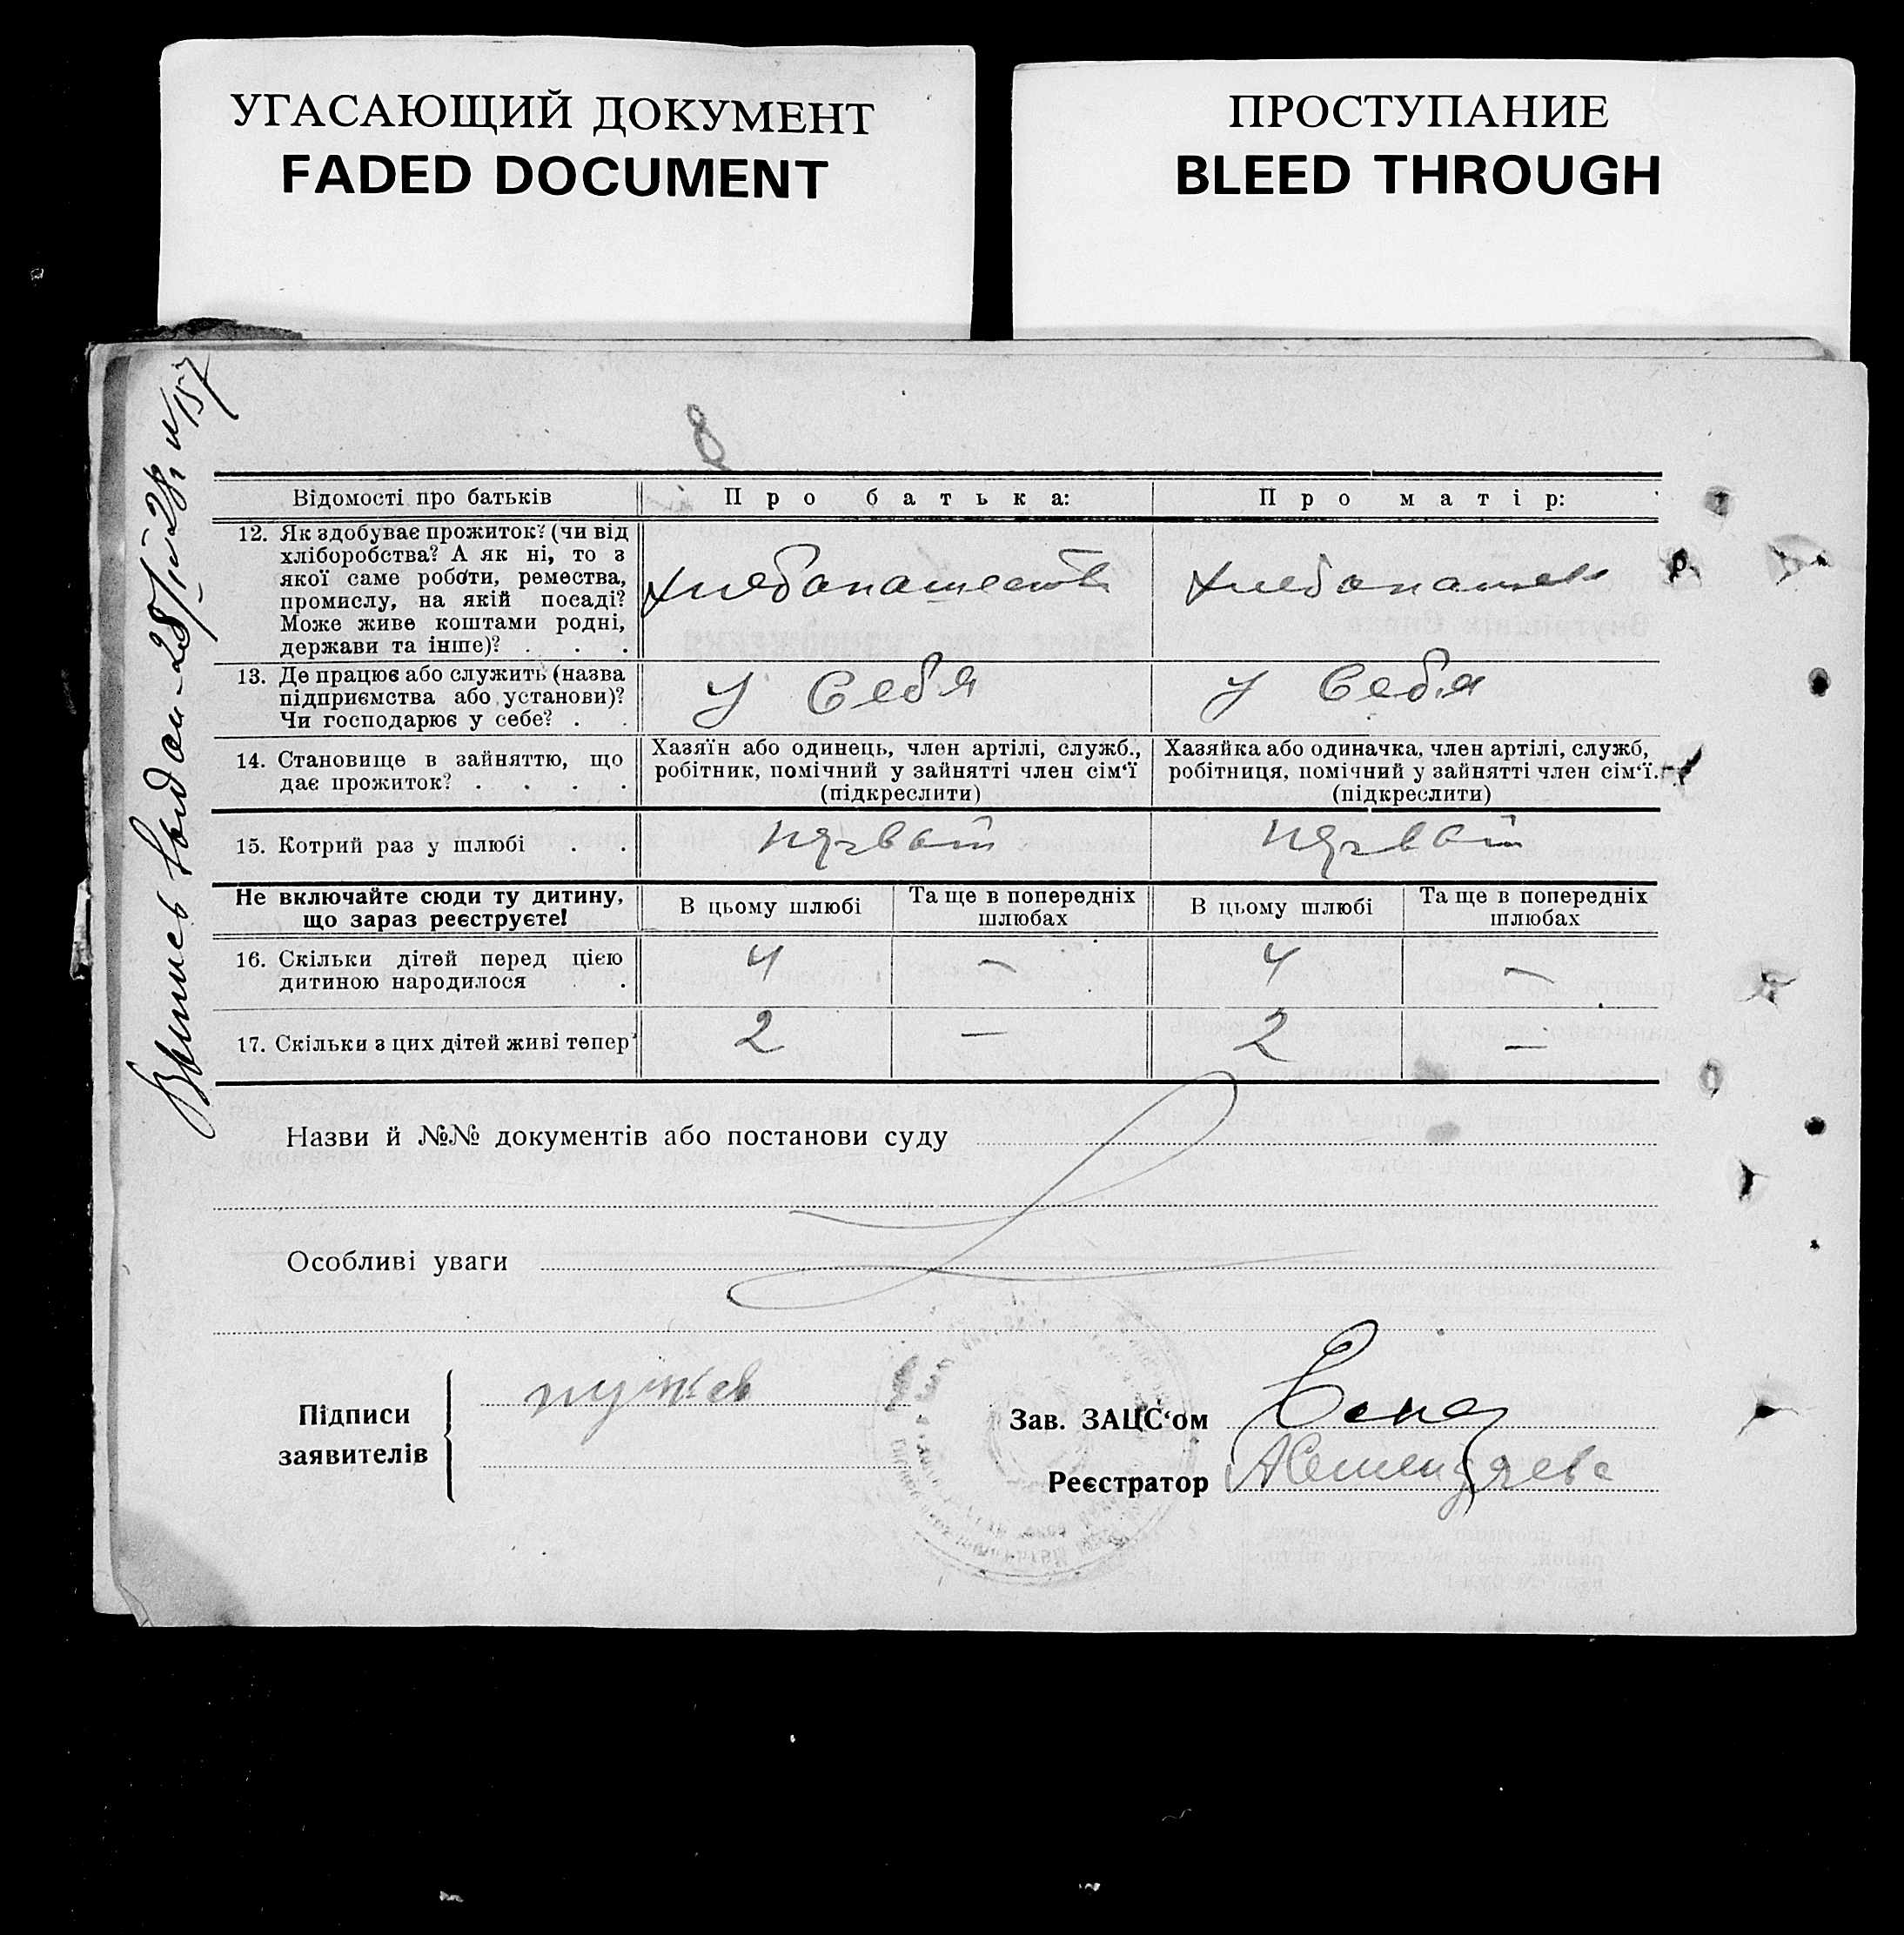 УГАСАЮЩИЙ ДОКУМЕНТ
FADED DOCUMENT
ПРОСТУПАНИЕ
BLEED THROUGH
8
Відомості про батьків
Про батька:
Про матір:
12. Як здобуває прожиток? (чи від
хліборобства? А як ні, то з
якої саме роботи, ремества,
промислу, на якій посаді?
Може живе коштами родні,
держави та інше)? . . .
хлебопашеств
хлебопаше
13. Де працює або служить (назва
підприємства або установи)?
Чи господарює у себе? . .
У Себя
У Себя
14. Становище в зайняттю, що
дає прожиток? . . . .
Хазяїн або одинець, член артілі, служб.,
робітник, помічний у зайнятті член сім'ї
(підкреслити)
Хазяйка або одиначка, член артілі, служб,
робітниця, помічний у зайнятті член сім'ї.
(підкреслити)
15. Котрий раз у шлюбі . .
Не включайте сюди ту дитину,
що зараз реєструєте!
В цьому шлюбі
Та ще в попередніх
шлюбах
В цьому шлюбі
Та ще в попередніх
шлюбах
16. Скільки дітей перед цією
дитиною народилося .
4
—
4
—
17. Скільки з цих дітей живі тепер
2
—
2
—
Назви й №№ документів або постанови суду
Особливі уваги
Підписи
заявителів
Зав. ЗАЦС'ом
Реєстратор